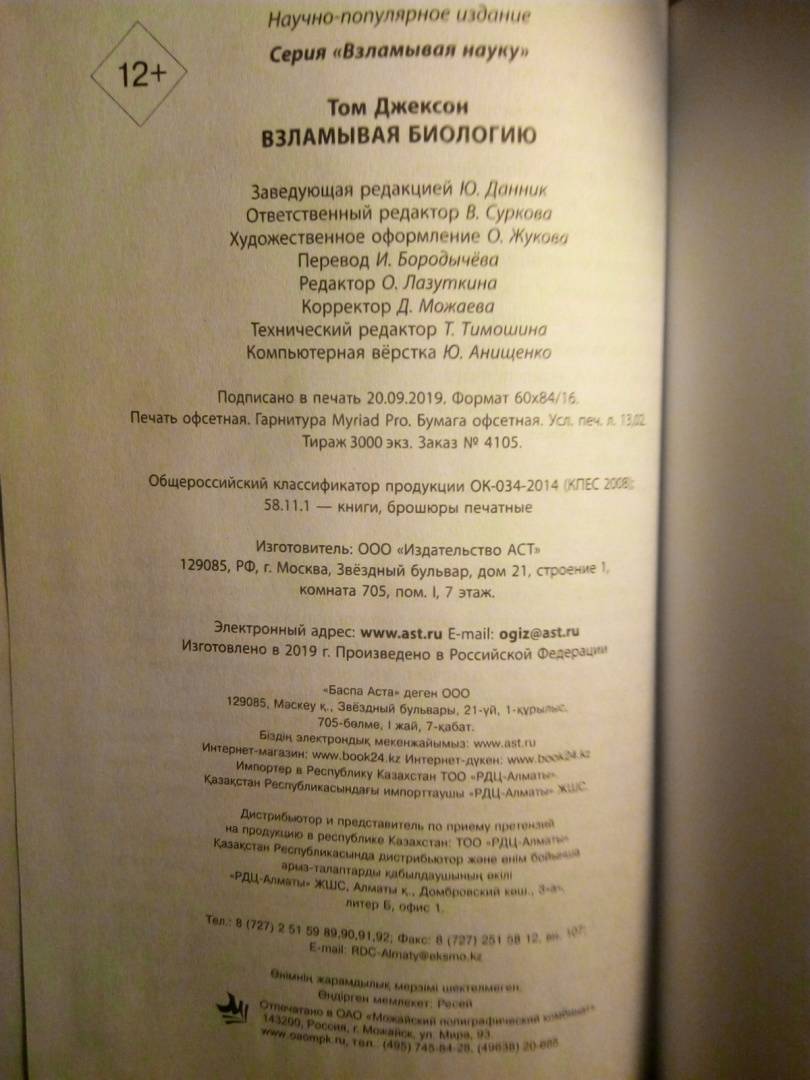 Научно-популярное издание
Серия «Взламывая науку»
12+
Том Джексон
ВЗЛАМЫВАЯ БИОЛОГИЮ
Заведующая редакцией Ю. Данник
Ответственный редактор В. Суркова
Художественное оформление О. Жукова
Перевод И. Бородычёва
Редактор О. Лазуткина
Корректор Д. Можаева
Технический редактор Т. Тимошина
Компьютерная вёрстка Ю. Анищенко
Подписано в печать 20.09.2019. Формат 60x84/16.
Печать офсетная. Гарнитура Myriad Pro. Бумага офсетная. Усл. печ. л. 13,02.
Тираж 3000 экз. Заказ № 4105.
Общероссийский классификатор продукции ОК-034-2014 (КПЕС 2008);
58.11.1 — книги, брошюры печатные
Изготовитель: ООО «Издательство АСТ»
129085, РФ, г. Москва, Звёздный бульвар, дом 21, строение 1,
комната 705, пом. I, 7 этаж.
Электронный адрес: www.ast.ru E-mail: ogiz@ast.ru
Изготовлено в 2019 г. Произведено в Российской Федерации
«Баспа Аста» деген ООО
129085, Мәскеу қ., Звёздный бульвары, 21-үй, 1-құрылыс,
705-бөлме, I жай, 7-қабат.
Біздің электрондық мекенжайымыз: www.ast.ru
Интернет-магазин: www.book24.kz Интернет-дүкен: www.book24.kz
Импортер в Республику Казахстан ТОО «РДЦ-Алматы».
Қазақстан Республикасындағы импорттаушы «РДЦ-Алматы» ЖШС.
Дистрибьютор и представитель по приему претензий
на продукцию в республике Казахстан: ТОО «РДЦ-Алматы»
Қазақстан Республикасында дистрибьютор және өнім бойынша
арыз-талаптарды қабылдаушының өкілі
«РДЦ-Алматы» ЖШС, Алматы қ., Домбровский көш., 3«а»,
литер Б, офис 1.
Тел.: 8 (727) 2 51 59 89,90,91,92; Факс: 8 (727) 251 58 12, вн. 107;
E-mail: RDC-Almaty@eksmo.kz
Өнімнің жарамдылық мерзімі шектелмеген.
Өндірген мемлекет: Ресей
Отпечатано в ОАО «Можайский полиграфический комбинат»
143200, Россия, г. Можайск, ул. Мира, 93.
www.oaompk.ru, тел.: (495) 745-84-28, (49638) 20-685